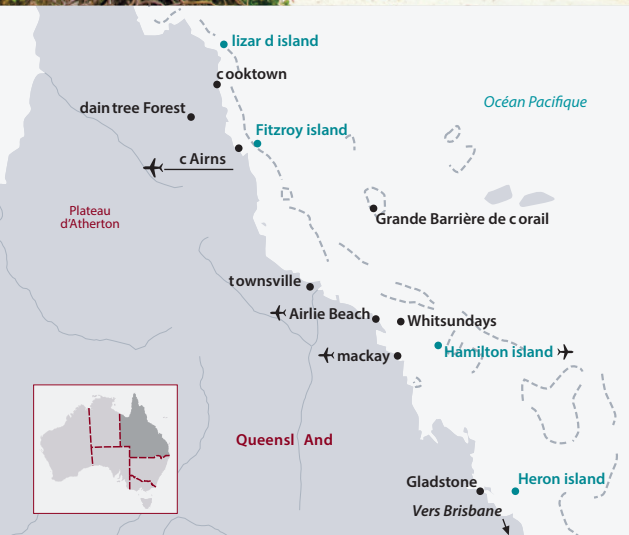 lizar d island
cooktown
Océan Pacifique
dain tree Forest
Fitzroy island
c Airns
Plateau
d'Atherton
Grande Barrière de c orail
townsville
Airlie Beach
Whitsundays
Hamilton island
mackay
Queensl And
Gladstone
Heron island
Vers Brisbane